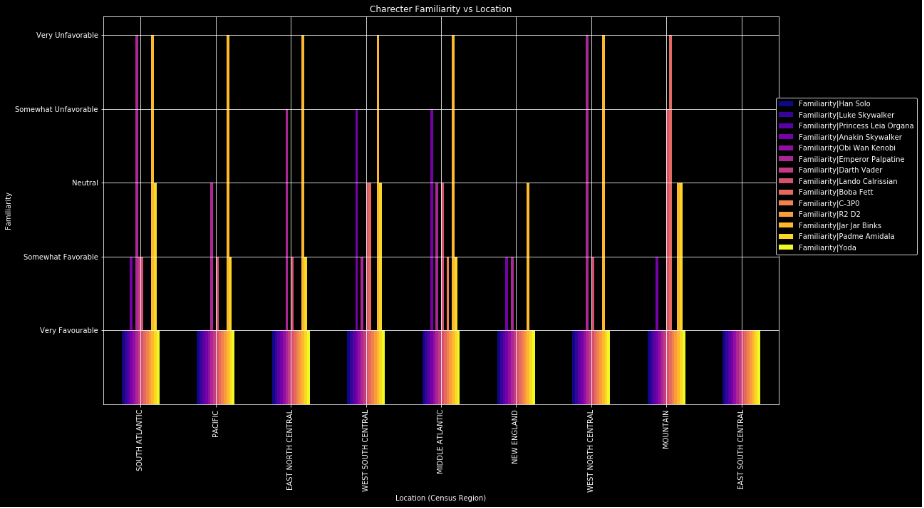 Charecter Familiarity vs Location
Very Unfavorable
Somewhat Unfavorable
Neutral
Somewhat Favorable
Very Favourable
Familiarity
Familiarity|Han Solo
Familiarity|Luke Skywalker
Familiarity|Princess Leia Organa
Familiarity|Anakin Skywalker
Familiarity|Obi Wan Kenobi
Familiarity|Emperor Palpatine
Familiarity|Darth Vader
Familiarity|Lando Calrissian
Familiarity|Boba Fett
Familiarity|C-3P0
Familiarity|R2 D2
Familiarity|Jar Jar Binks
Familiarity|Padme Amidala
Familiarity|Yoda
SOUTH ATLANTIC
PACIFIC
EAST NORTH CENTRAL
WEST SOUTH CENTRAL
MIDDLE ATLANTIC
NEW ENGLAND
WEST NORTH CENTRAL
MOUNTAIN
EAST SOUTH CENTRAL
Location (Census Region)